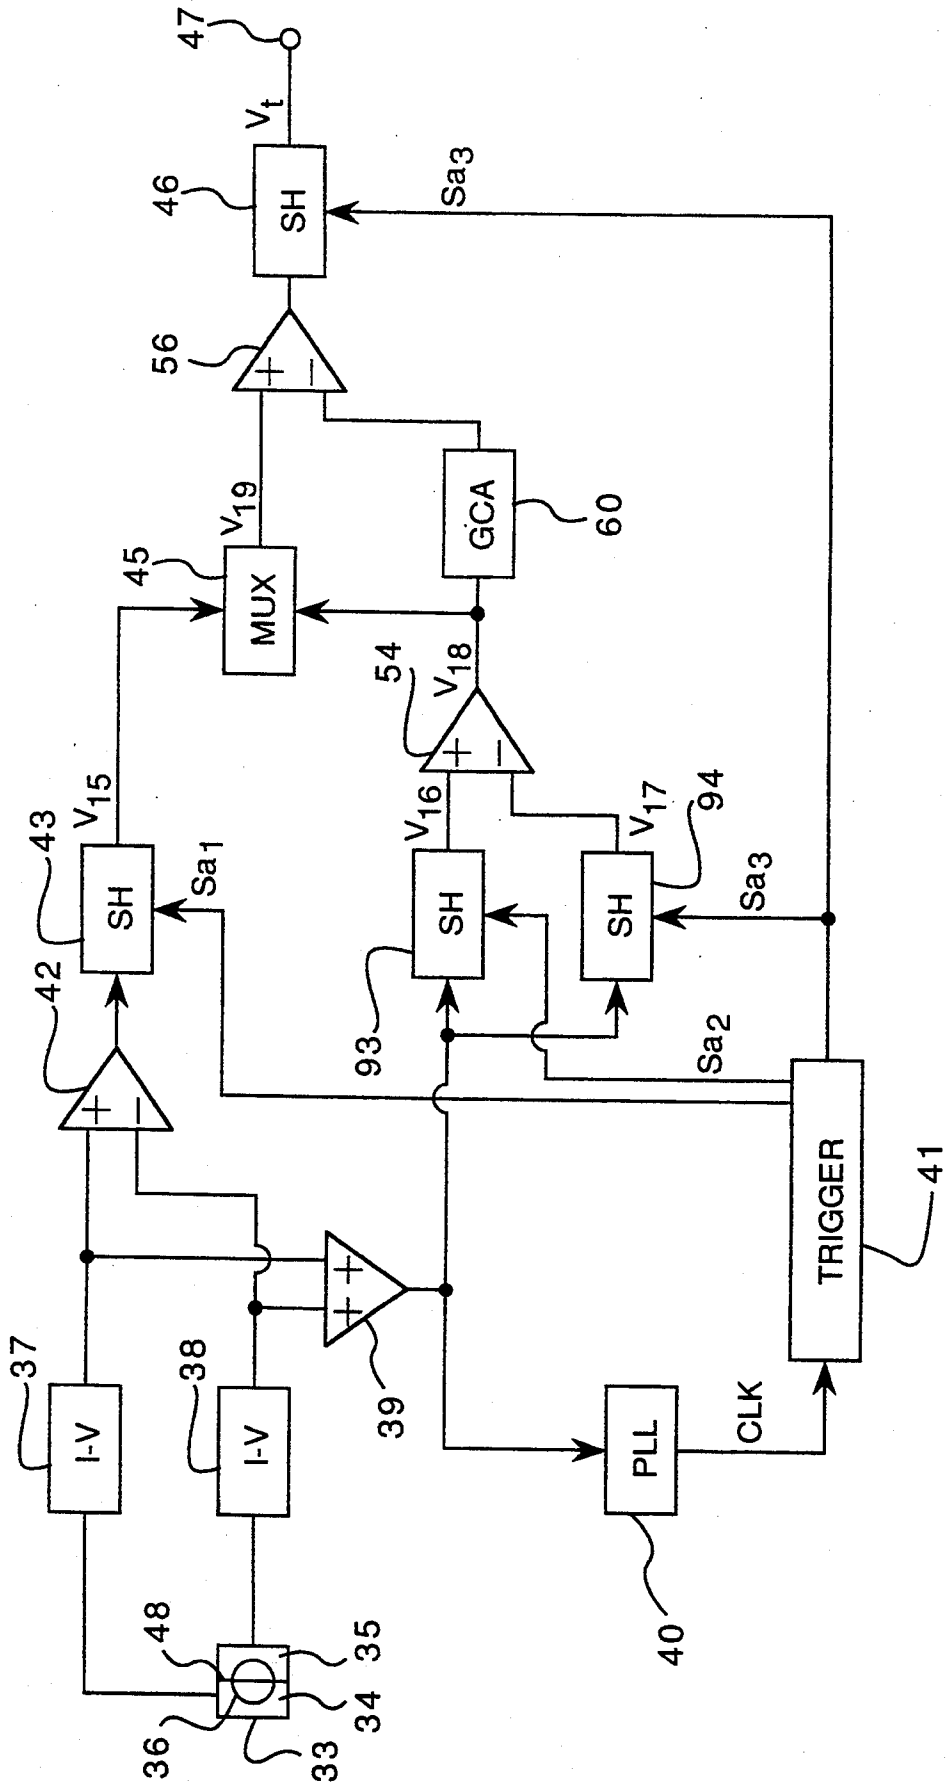 37
I-V
38
I-V
48
36
35
34
33
39
+
+
42
+
−
43
SH
V15
Sa1
93
SH
V16
SH
V17
94
Sa3
Sa2
54
+
−
V18
45
MUX
V19
GCA
60
56
+
−
46
SH
Vt
47
Sa3
PLL
40
CLK
TRIGGER
41